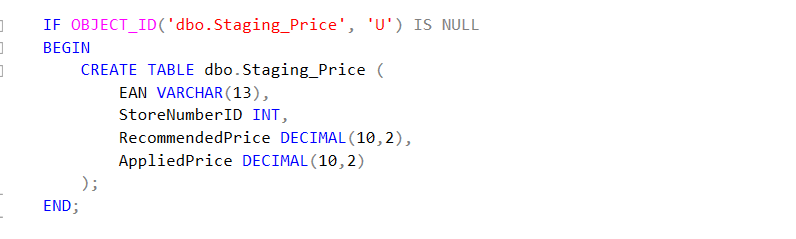 IF OBJECT_ID('dbo.Staging_Price', 'U') IS NULL
BEGIN
    CREATE TABLE dbo.Staging_Price (
        EAN VARCHAR(13),
        StoreNumberID INT,
        RecommendedPrice DECIMAL(10,2),
        AppliedPrice DECIMAL(10,2)
    );
END;